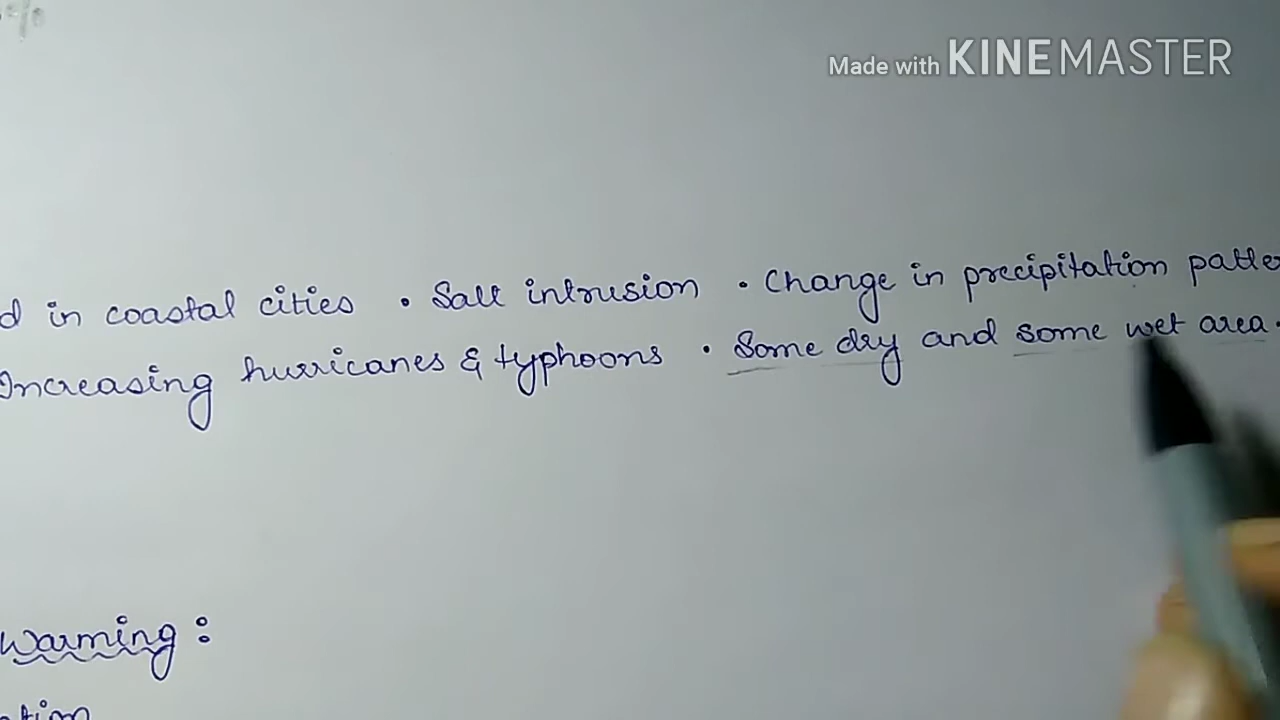 %
Made with KINEMASTER
d in coastal cities • Salt intrusion • Change in precipitation patte
Increasing hurricanes & typhoons • Some dry and some wet area.
warming :
ation